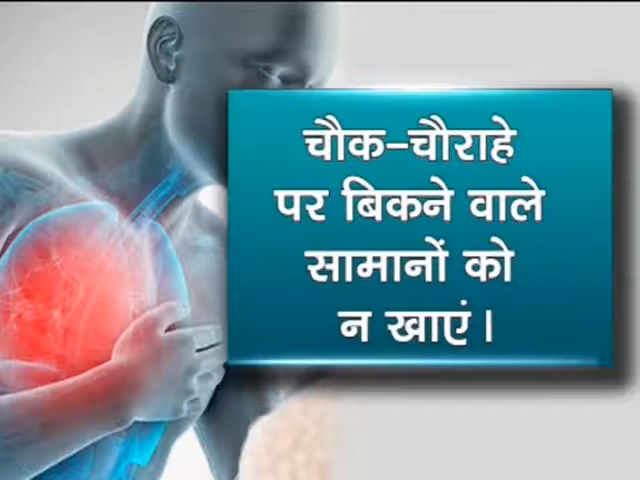 चौक-चौराहे
पर बिकने वाले
सामानों को
न खाएं।